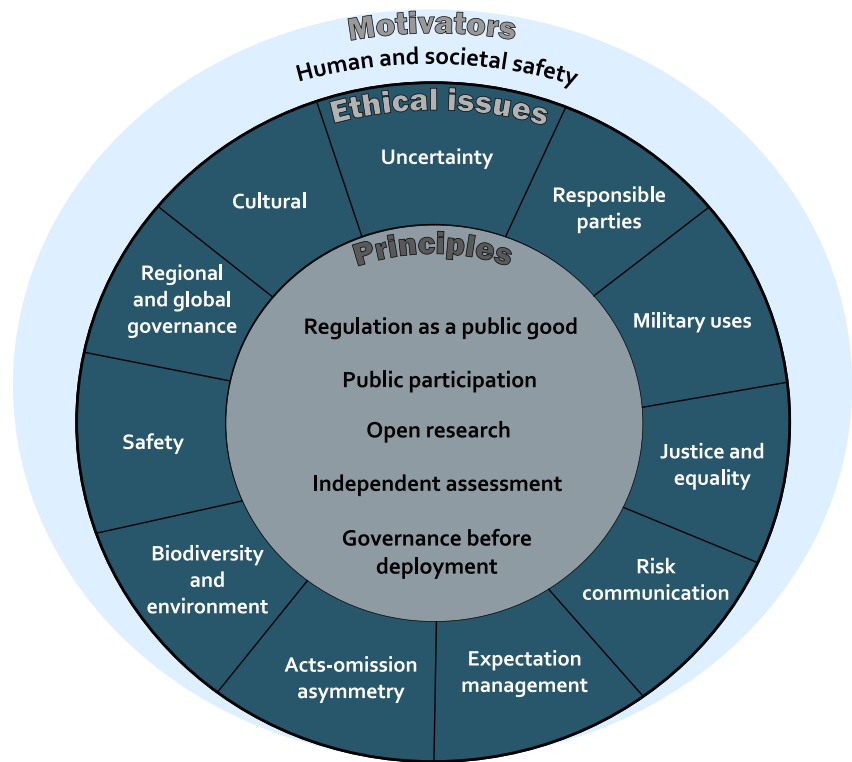 Motivators
Human and societal safety
Ethical issues
Uncertainty
Responsible
parties
Military uses
Justice and
equality
Risk
communication
Expectation
management
Acts-omission
asymmetry
Biodiversity
and
environment
Safety
Regional
and global
governance
Cultural
Principles
Regulation as a public good
Public participation
Open research
Independent assessment
Governance before
deployment